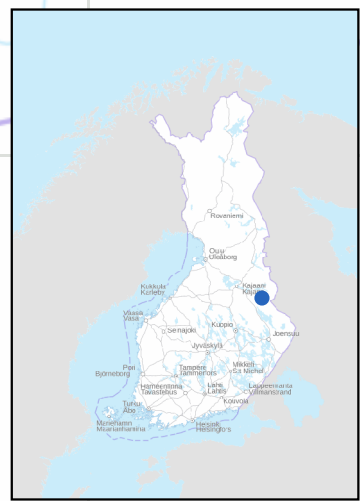 Rovaniemi
Oulu
Uleåborg
Kajaani
Kokkola
Karleby
Vaasa
Vasa
Seinäjoki
Kuopio
Joensuu
Jyväskylä
Pori
Björneborg
Tampere
Tammerfors
Mikkeli
S:t Michel
Hämeenlinna
Tavastehus
Lahti
Lahtis
Lappeenranta
Villmanstrand
Kouvola
Turku
Åbo
Mariehamn
Maarianhamina
Helsinki
Helsingfors